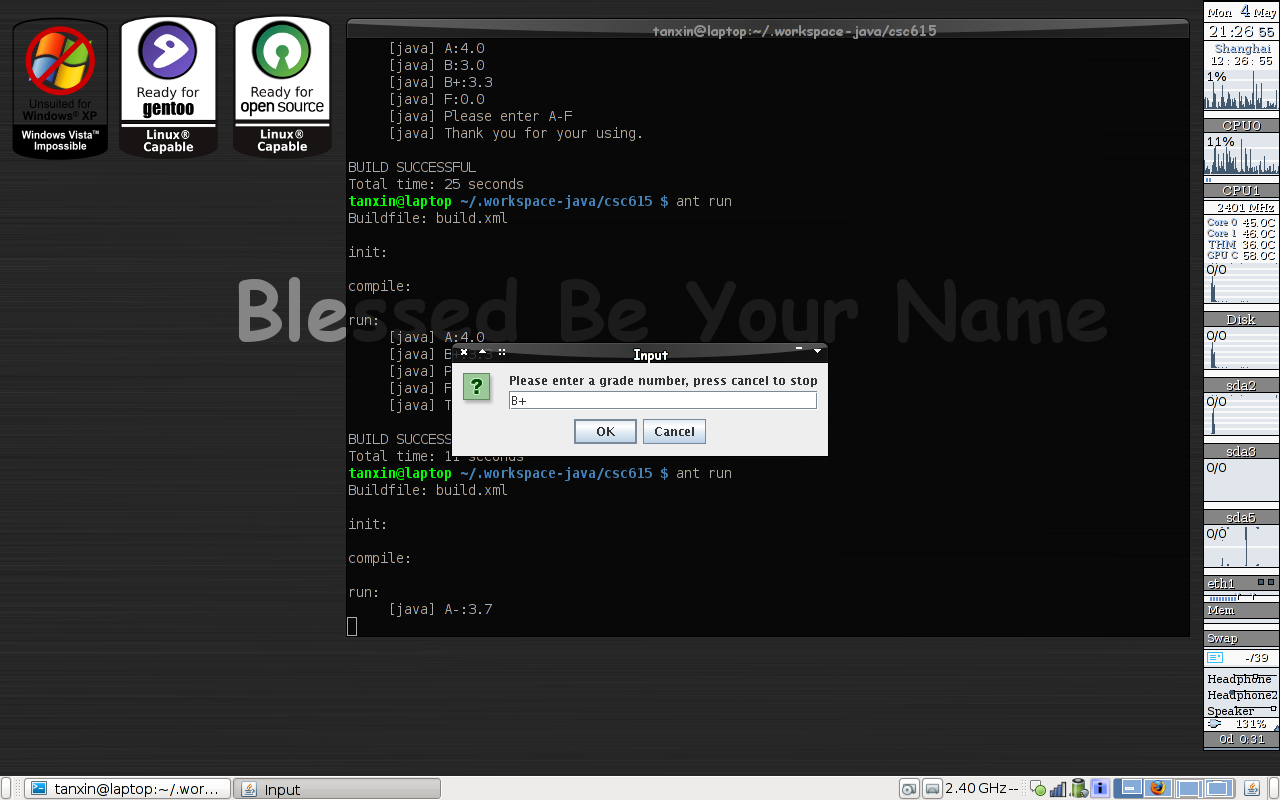 Unsuited for
Windows® XP
Windows Vista™
Impossible
Ready for
gentoo
Linux®
Capable
Ready for
open source
Linux®
Capable
Blessed Be Your Name
tanxin@laptop:~/.workspace-java/csc615
[java] A:4.0
[java] B:3.0
[java] B+:3.3
[java] F:0.0
[java] Please enter A-F
[java] Thank you for your using.
BUILD SUCCESSFUL
Total time: 25 seconds
tanxin@laptop ~/.workspace-java/csc615 $ ant run
Buildfile: build.xml
init:
compile:
run:
[java] A:4.0
[java] B+:3.3
[java] P
[java] F
[java] T
BUILD SUCCESS
Total time: 11 seconds
tanxin@laptop ~/.workspace-java/csc615 $ ant run
Buildfile: build.xml
init:
compile:
run:
[java] A-:3.7
Input
Please enter a grade number, press cancel to stop
B+
OK Cancel
Mon 4 May
21:26 55
Shanghai
12:26:55
1%
CPU0
11%
CPU1
2401 MHz
Core 0 45.0C
Core 1 46.0C
THM 36.0C
GPU C 58.0C
0/0
Disk
0/0
sda2
0/0
sda3
0/0
sda5
0/0
eth1
Mem
Swap
-/39
Headphone
Headphone2
Speaker
131%
0d 0:31
tanxin@laptop:~/.wor...
Input
2.40 GHz--